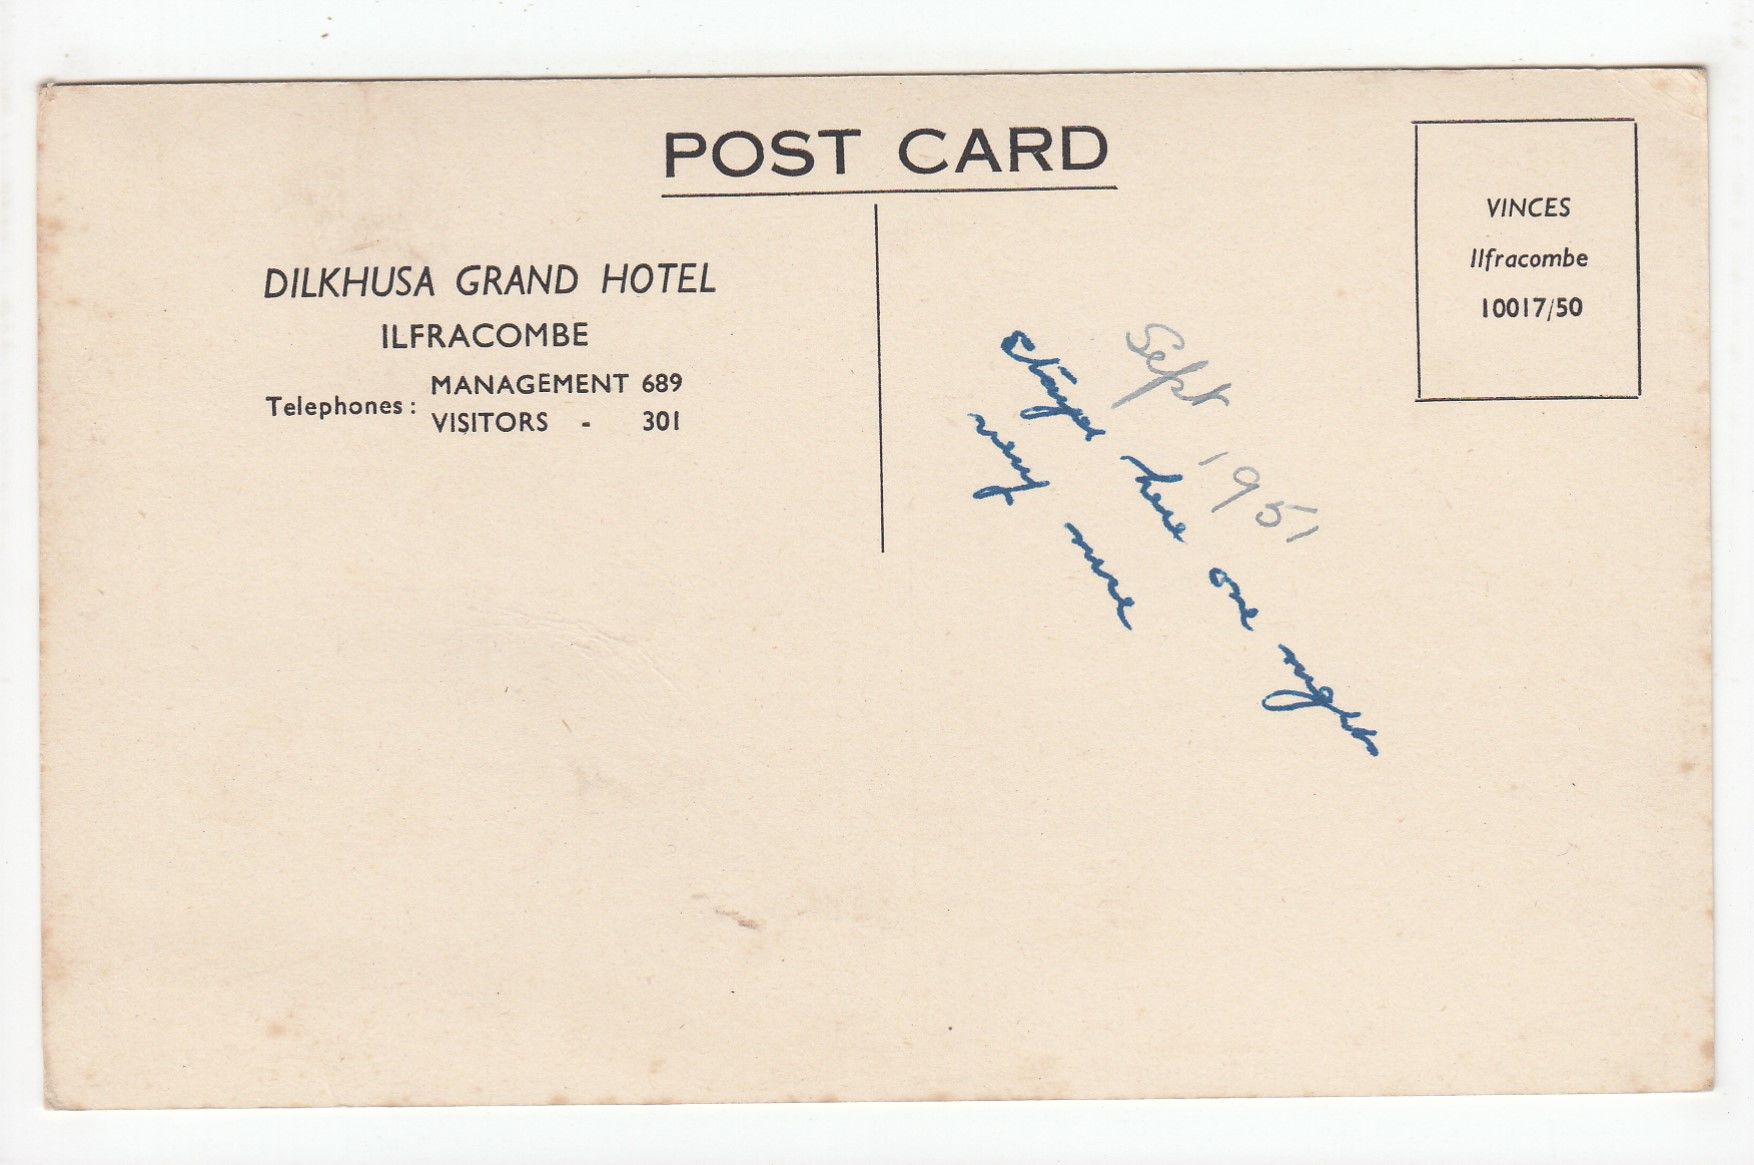 POST CARD
DILKHUSA GRAND HOTEL
ILFRACOMBE
Telephones: MANAGEMENT 689
VISITORS - 301
VINCES
Ilfracombe
10017/50
Sept 1951
stayed here one night
very nice